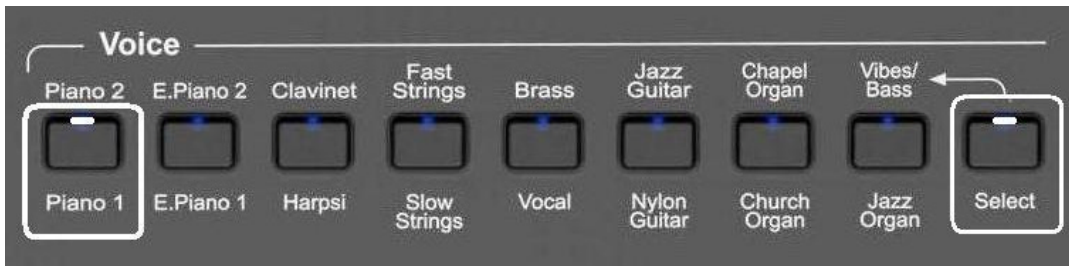 Voice
Piano 2 E.Piano 2 Clavinet Fast Strings Brass Jazz Guitar Chapel Organ Vibes/ Bass
Piano 1 E.Piano 1 Harpsi Slow Strings Vocal Nylon Guitar Church Organ Jazz Organ Select